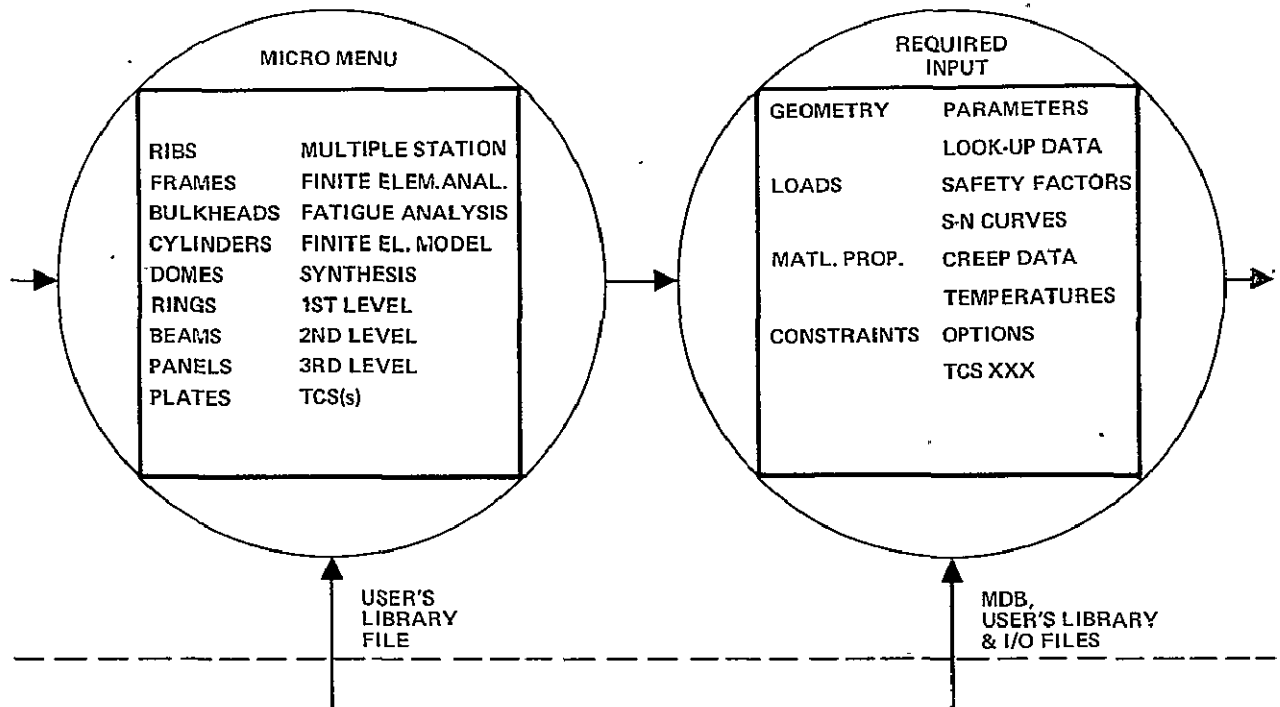 MICRO MENU
RIBS MULTIPLE STATION
FRAMES FINITE ELEM.ANAL.
BULKHEADS FATIGUE ANALYSIS
CYLINDERS FINITE EL. MODEL
DOMES SYNTHESIS
RINGS 1ST LEVEL
BEAMS 2ND LEVEL
PANELS 3RD LEVEL
PLATES TCS(s)
USER'S
LIBRARY
FILE
REQUIRED
INPUT
GEOMETRY PARAMETERS
LOOK-UP DATA
LOADS SAFETY FACTORS
S-N CURVES
MATL. PROP. CREEP DATA
TEMPERATURES
CONSTRAINTS OPTIONS
TCS XXX
MDB,
USER'S LIBRARY
& I/O FILES